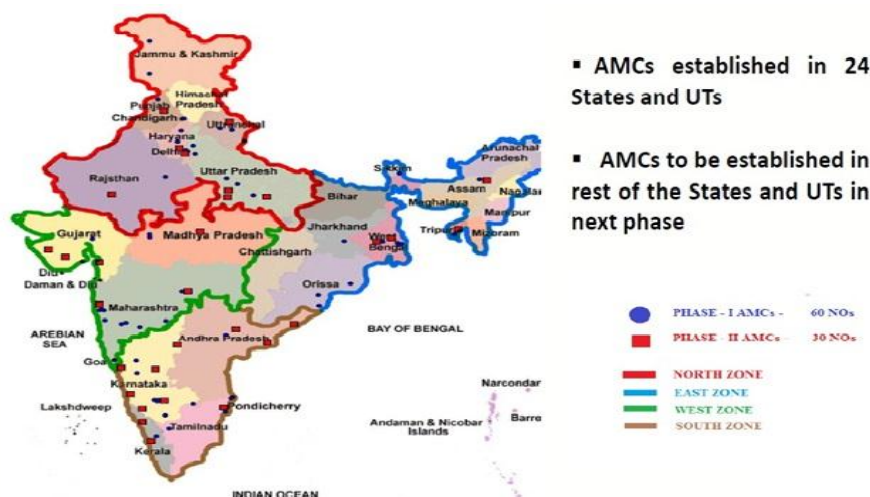 Jammu & Kashmir
Himachal
Pradesh
Punjab
Chandigarh
Uttranchal
Haryana
Delhi
Rajsthan
Uttar Pradesh
Sikkim
Arunachal
Pradesh
Assam
Nagalan
Meghalaya
Manipur
Tripura
Mizoram
Bihar
Gujarat
Madhya Pradesh
Jharkhand
West
Bengal
Chattishgarh
Diu
Daman & Diu
Orissa
Maharashtra
AREBIAN
SEA
BAY OF BENGAL
Andhra Pradesh
Goa
Karnataka
Lakshdweep
Pondicherry
Tamilnadu
Kerala
Andaman & Nicobar
Islands
Narcondar
Barre
INDIAN OCEAN
▪ AMCs established in 24
States and UTs
▪ AMCs to be established in
rest of the States and UTs in
next phase
PHASE - I AMCs - 60 NOs
PHASE - II AMCs - 30 NOs
NORTH ZONE
EAST ZONE
WEST ZONE
SOUTH ZONE